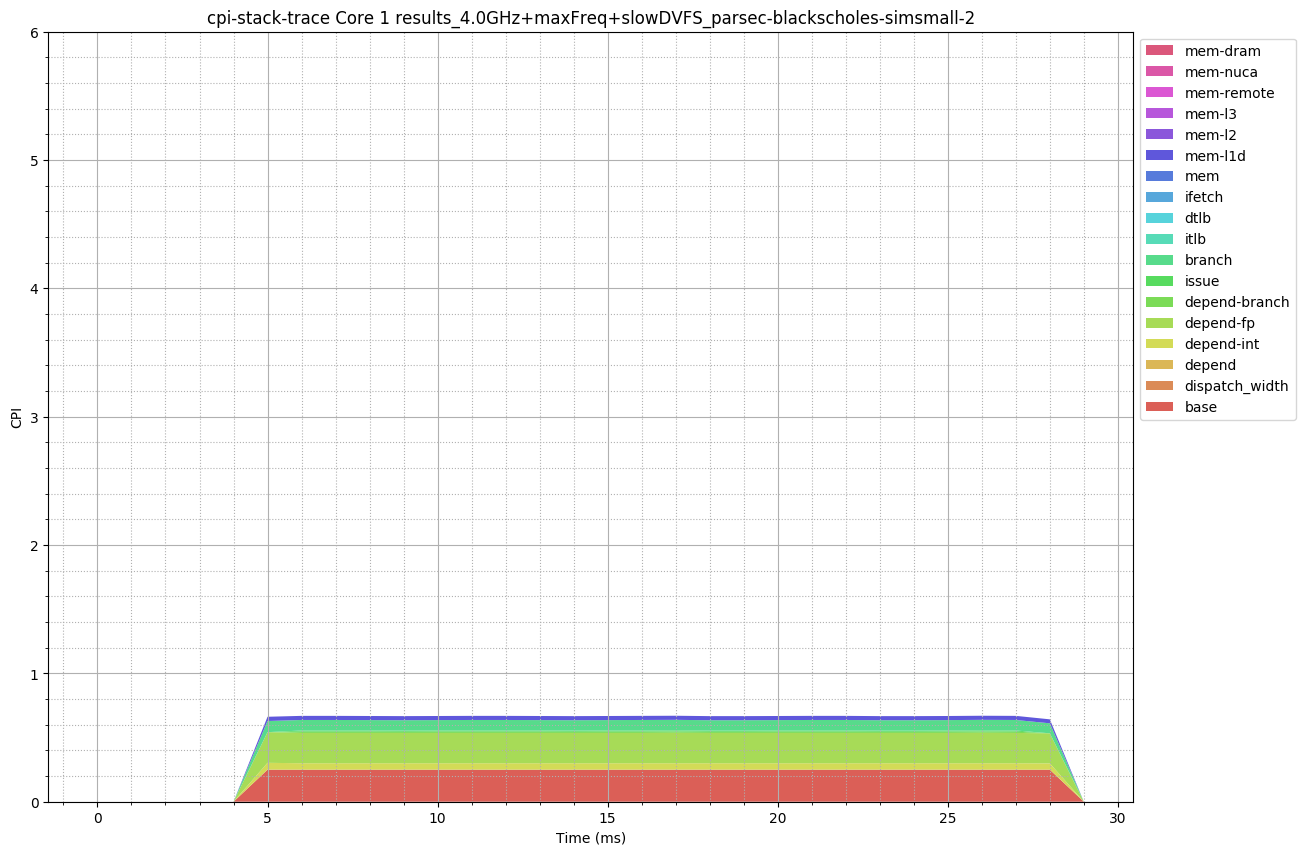 cpi-stack-trace Core 1 results_4.0GHz+maxFreq+slowDVFS_parsec-blackscholes-simsmall-2
6
5
4
3
2
1
0
CPI
0
5
10
15
20
25
30
Time (ms)
mem-dram
mem-nuca
mem-remote
mem-l3
mem-l2
mem-l1d
mem
ifetch
dtlb
itlb
branch
issue
depend-branch
depend-fp
depend-int
depend
dispatch_width
base